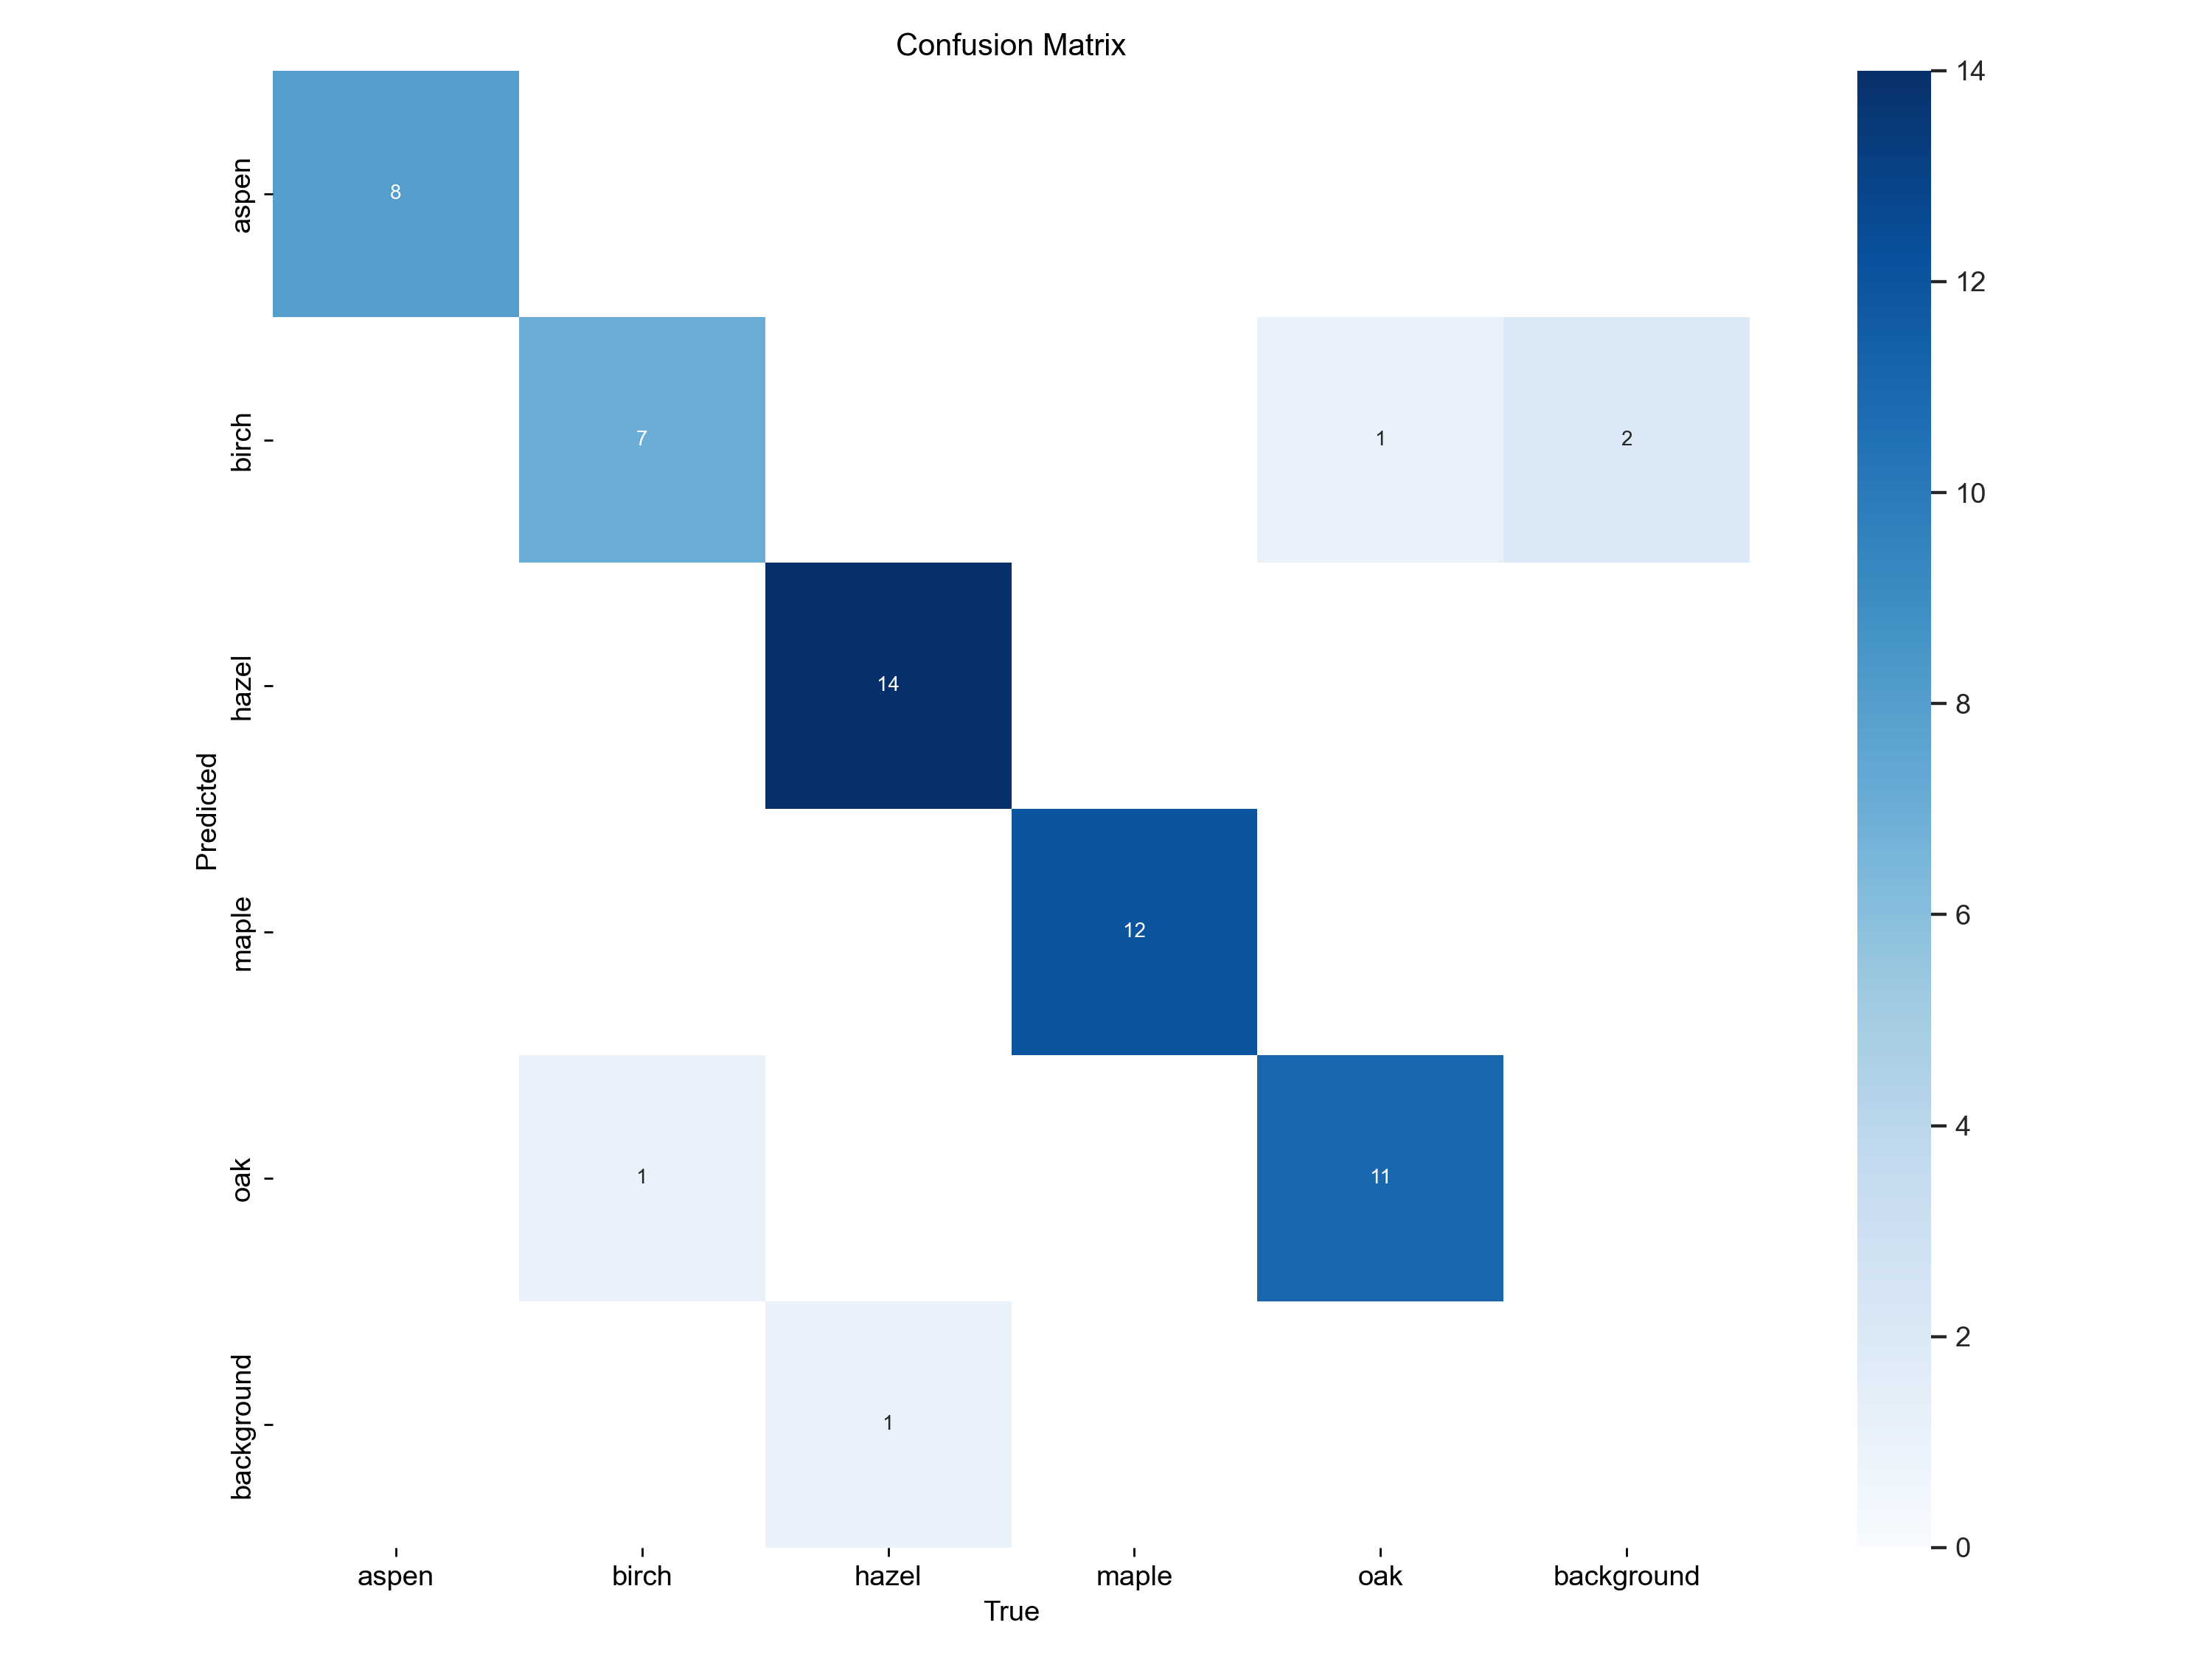 Confusion Matrix
14
aspen
8
12
birch
7
1
2
10
hazel
14
8
Predicted
maple
12
6
oak
1
11
4
background
1
2
0
aspen
birch
hazel
maple
oak
background
True